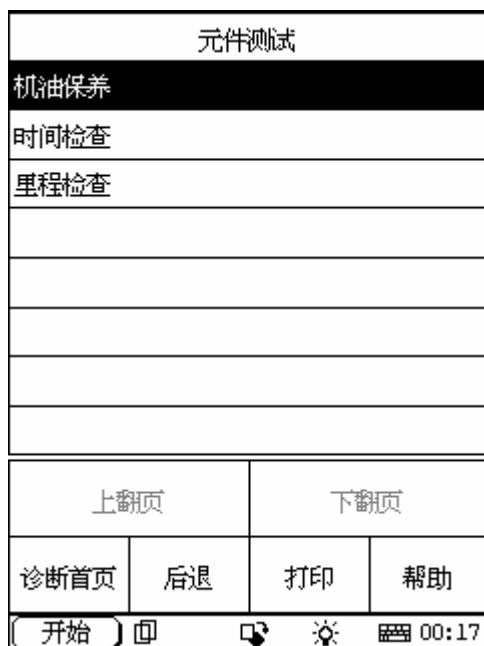 元件测试
机油保养
时间检查
里程检查
上翻页 下翻页
诊断首页 后退 打印 帮助
开始 00:17